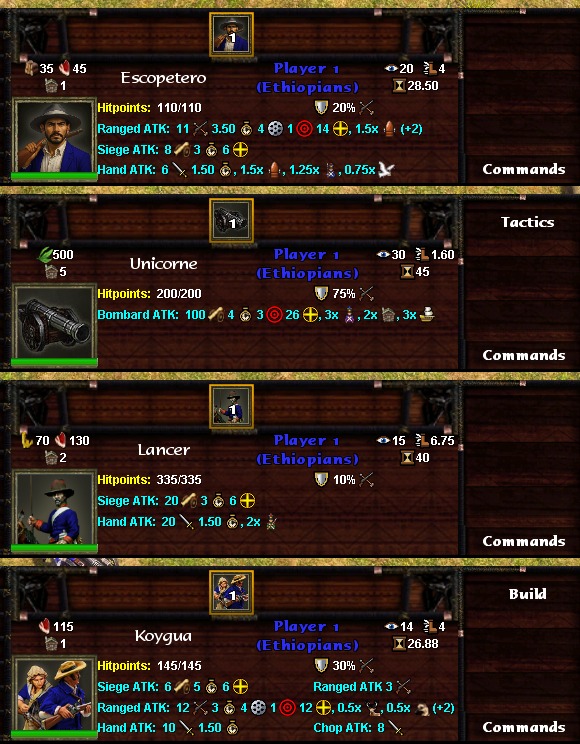 1
35 45
1
Escopetero
Player 1
(Ethiopians)
20 4
28.50
Hitpoints: 110/110 20%
Ranged ATK: 11 3.50 4 1 14 , 1.5x (+2)
Siege ATK: 8 3 6
Hand ATK: 6 1.50 , 1.5x , 1.25x , 0.75x
Commands
1
Tactics
500
5
Unicorne
Player 1
(Ethiopians)
30 1.60
45
Hitpoints: 200/200 75%
Bombard ATK: 100 4 3 26 , 3x , 2x , 3x
Commands
1
70 130
2
Lancer
Player 1
(Ethiopians)
15 6.75
40
Hitpoints: 335/335 10%
Siege ATK: 20 3 6
Hand ATK: 20 1.50 , 2x
Commands
1
Build
115
1
Koygua
Player 1
(Ethiopians)
14 4
26.88
Hitpoints: 145/145 30%
Siege ATK: 6 5 6 Ranged ATK 3
Ranged ATK: 12 3 4 1 12 , 0.5x , 0.5x (+2)
Hand ATK: 10 1.50 Chop ATK: 8
Commands